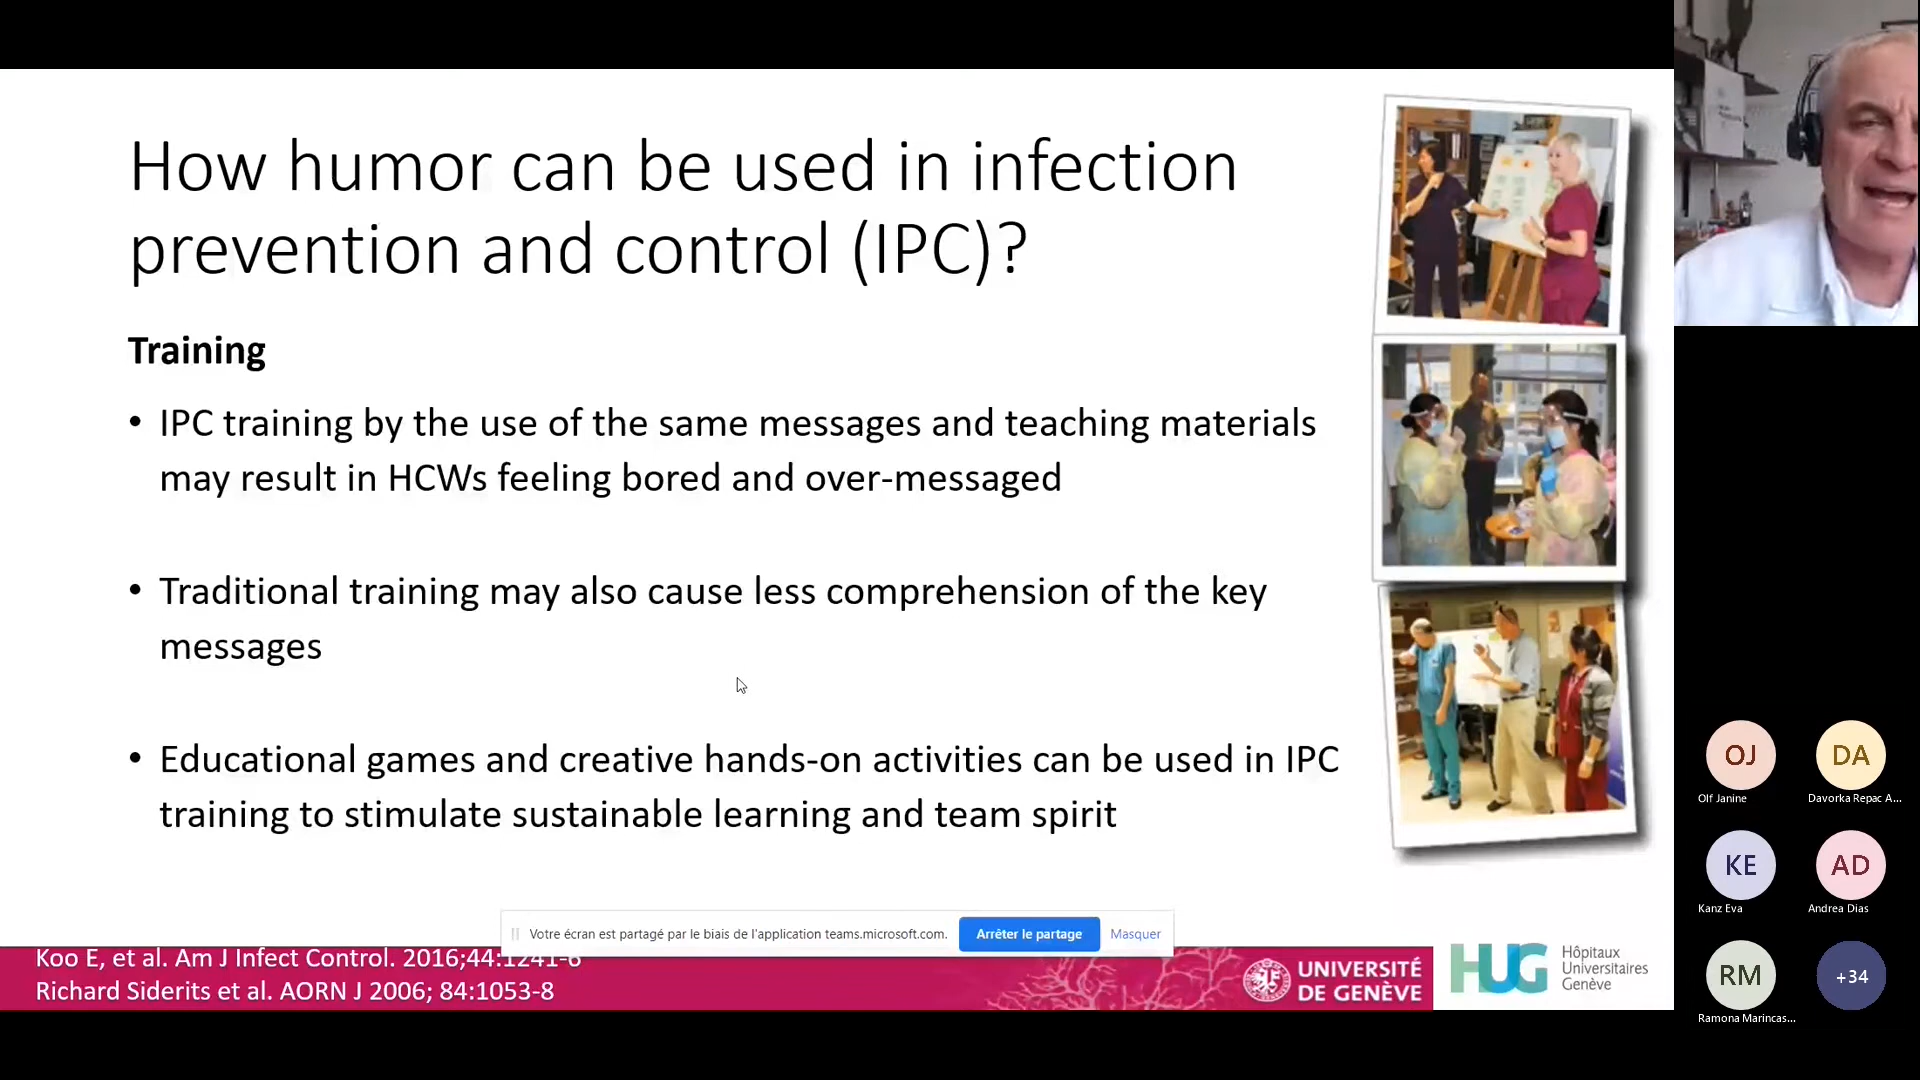 How humor can be used in infection
prevention and control (IPC)?
Training
• IPC training by the use of the same messages and teaching materials
may result in HCWs feeling bored and over-messaged
• Traditional training may also cause less comprehension of the key
messages
• Educational games and creative hands-on activities can be used in IPC
training to stimulate sustainable learning and team spirit
Votre écran est partagé par le biais de l'application teams.microsoft.com.
Arrêter le partage
Masquer
Koo E, et al. Am J Infect Control. 2016;44:1241-6
Richard Siderits et al. AORN J 2006; 84:1053-8
UNIVERSITÉ
DE GENÈVE
HUG
Hôpitaux
Universitaires
Genève
OJ
Olf Janine
DA
Davorka Repac A...
KE
Kanz Eva
AD
Andrea Dias
RM
Ramona Marincas...
+34